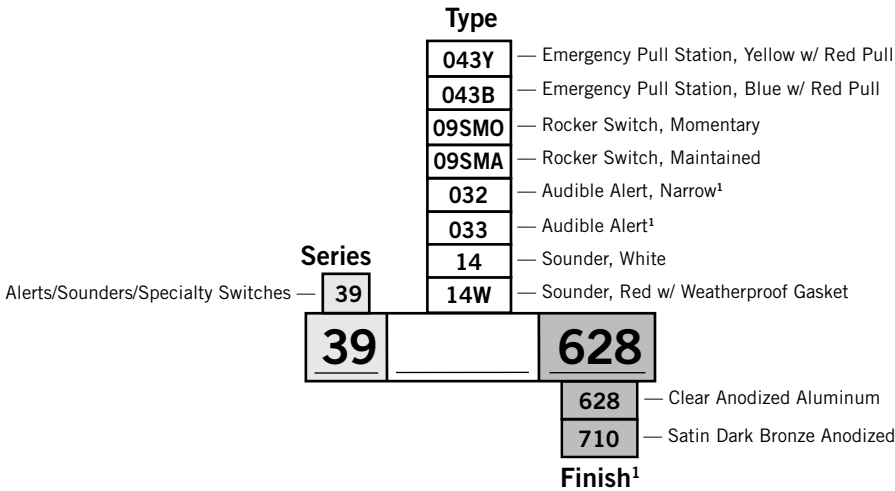 Type
043Y — Emergency Pull Station, Yellow w/ Red Pull
043B — Emergency Pull Station, Blue w/ Red Pull
09SMO — Rocker Switch, Momentary
09SMA — Rocker Switch, Maintained
032 — Audible Alert, Narrow¹
033 — Audible Alert¹
Series
14 — Sounder, White
Alerts/Sounders/Specialty Switches — 39
14W — Sounder, Red w/ Weatherproof Gasket
39 628
628 — Clear Anodized Aluminum
710 — Satin Dark Bronze Anodized
Finish¹